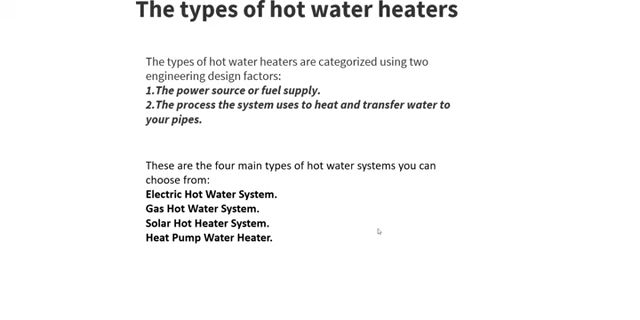 The types of hot water heaters
The types of hot water heaters are categorized using two
engineering design factors:
1.The power source or fuel supply.
2.The process the system uses to heat and transfer water to
your pipes.
These are the four main types of hot water systems you can
choose from:
Electric Hot Water System.
Gas Hot Water System.
Solar Hot Heater System.
Heat Pump Water Heater.